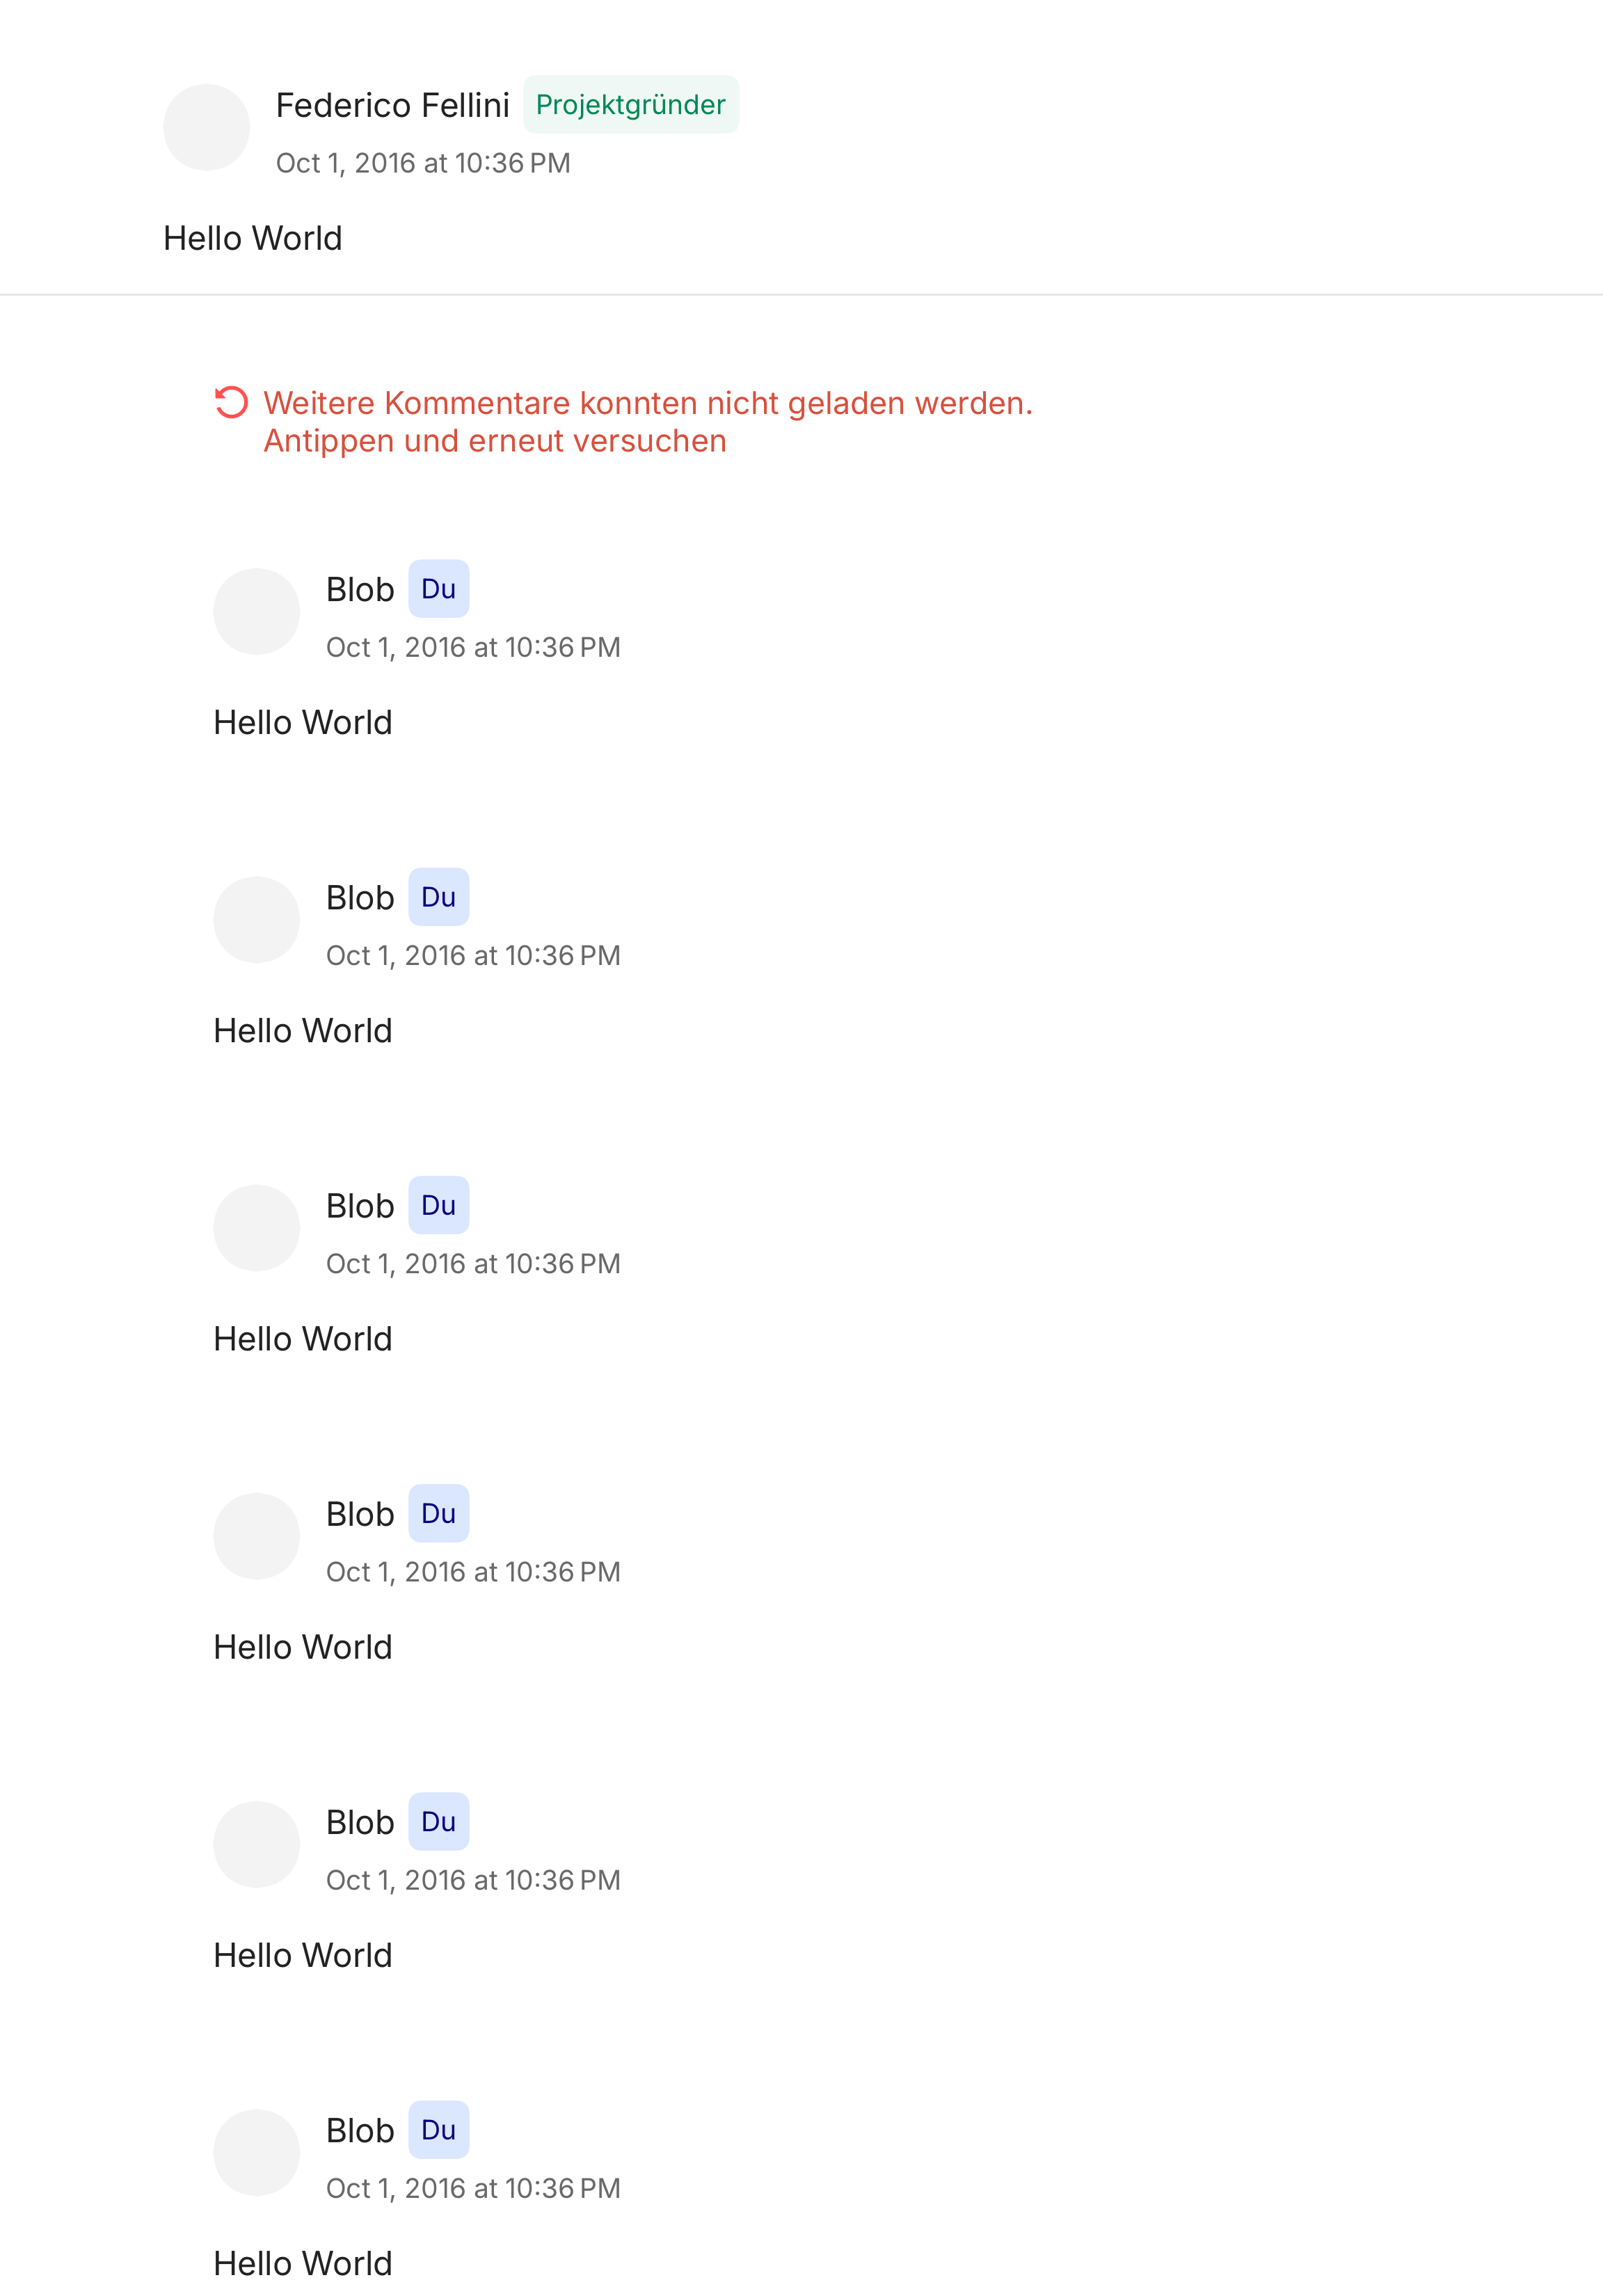 Federico Fellini Projektgründer
Oct 1, 2016 at 10:36 PM
Hello World
Weitere Kommentare konnten nicht geladen werden.
Antippen und erneut versuchen
Blob Du
Oct 1, 2016 at 10:36 PM
Hello World
Blob Du
Oct 1, 2016 at 10:36 PM
Hello World
Blob Du
Oct 1, 2016 at 10:36 PM
Hello World
Blob Du
Oct 1, 2016 at 10:36 PM
Hello World
Blob Du
Oct 1, 2016 at 10:36 PM
Hello World
Blob Du
Oct 1, 2016 at 10:36 PM
Hello World